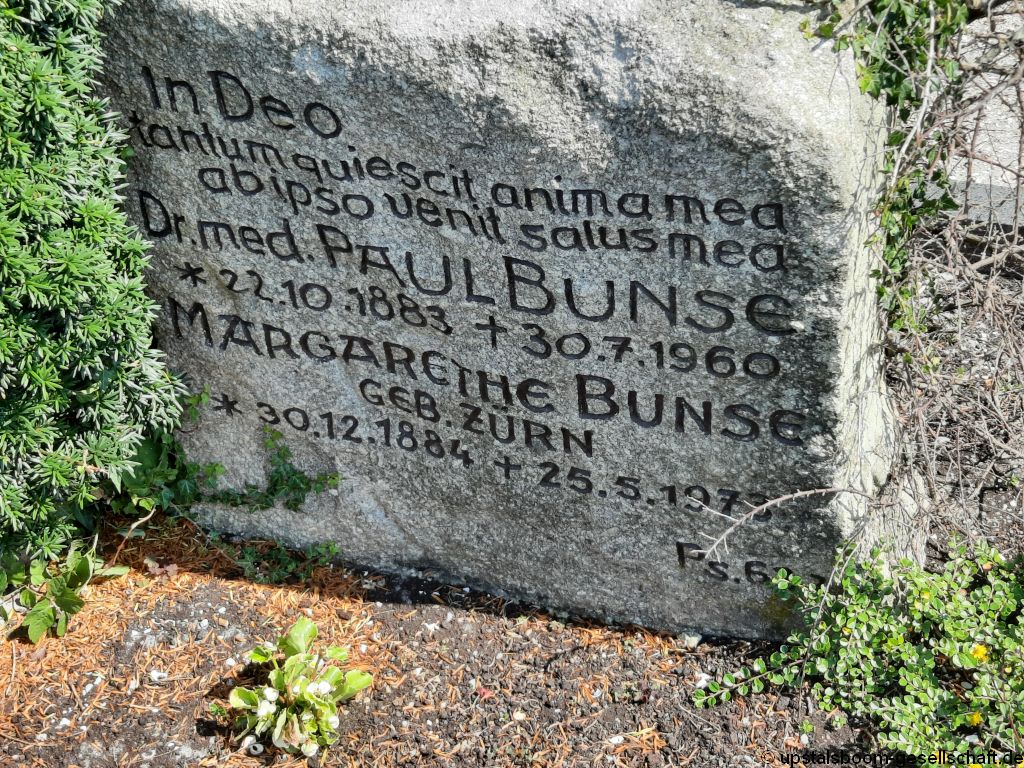 In Deo
tantum quiescit anima mea
ab ipso venit salus mea
Dr. med. PAUL BUNSE
* 22.10.1883 + 30.7.1960
MARGARETHE BUNSE
GEB. ZÜRN
* 30.12.1884 + 25.5.1973
Ps.
© upstalsboom-gesellschaft.de